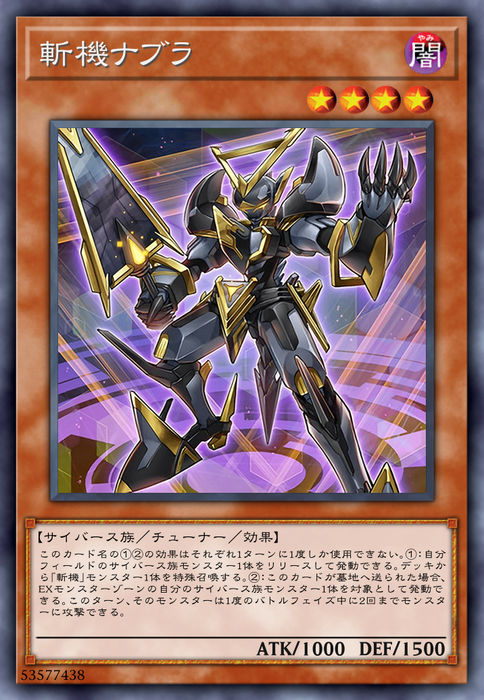 斬機ナブラ
やみ
闇
【サイバース族／チューナー／効果】
このカード名の①②の効果はそれぞれ1ターンに1度しか使用できない。①：自分
フィールドのサイバース族モンスター1体をリリースして発動できる。デッキか
ら「斬機」モンスター1体を特殊召喚する。②：このカードが墓地へ送られた場合、
EXモンスターゾーンの自分のサイバース族モンスター1体を対象として発動で
きる。このターン、そのモンスターは1度のバトルフェイズ中に2回までモンスタ
ーに攻撃できる。
ATK/1000 DEF/1500
53577438